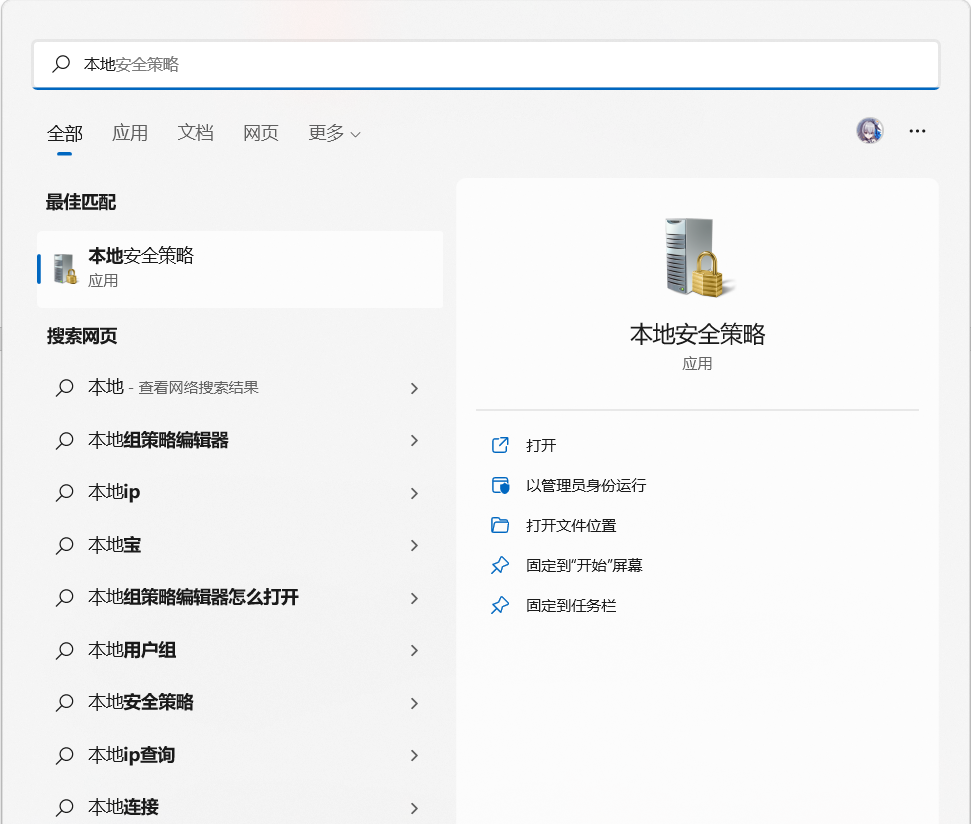 本地安全策略
全部 应用 文档 网页 更多
最佳匹配
本地安全策略
应用
搜索网页
本地 - 查看网络搜索结果
本地组策略编辑器
本地ip
本地宝
本地组策略编辑器怎么打开
本地用户组
本地安全策略
本地ip查询
本地连接
本地安全策略
应用
打开
以管理员身份运行
打开文件位置
固定到"开始"屏幕
固定到任务栏